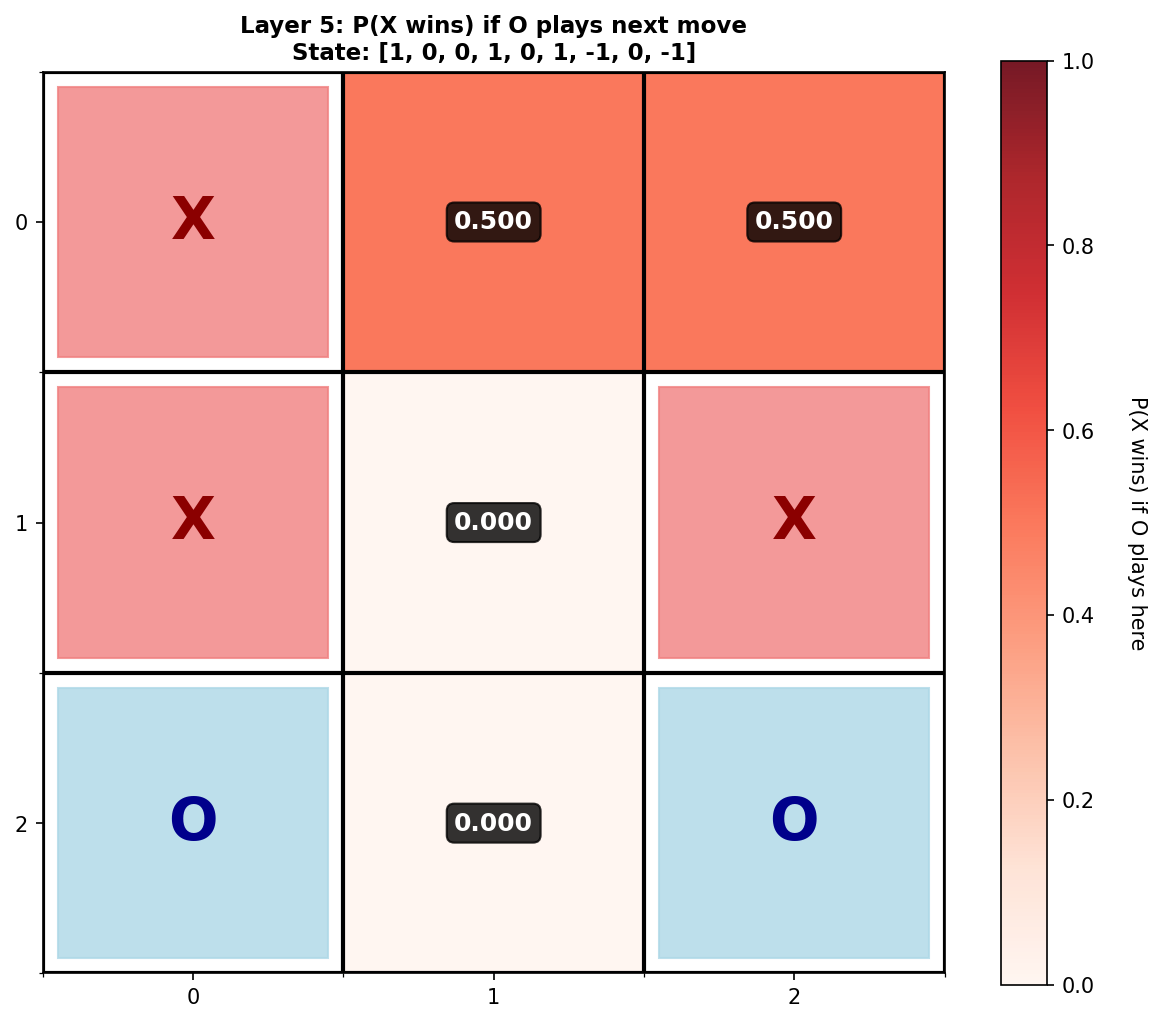 Layer 5: P(X wins) if O plays next move
State: [1, 0, 0, 1, 0, 1, -1, 0, -1]
0
X
0.500
0.500
1
X
0.000
X
2
O
0.000
O
0
1
2
1.0
0.8
0.6
0.4
0.2
0.0
P(X wins) if O plays here